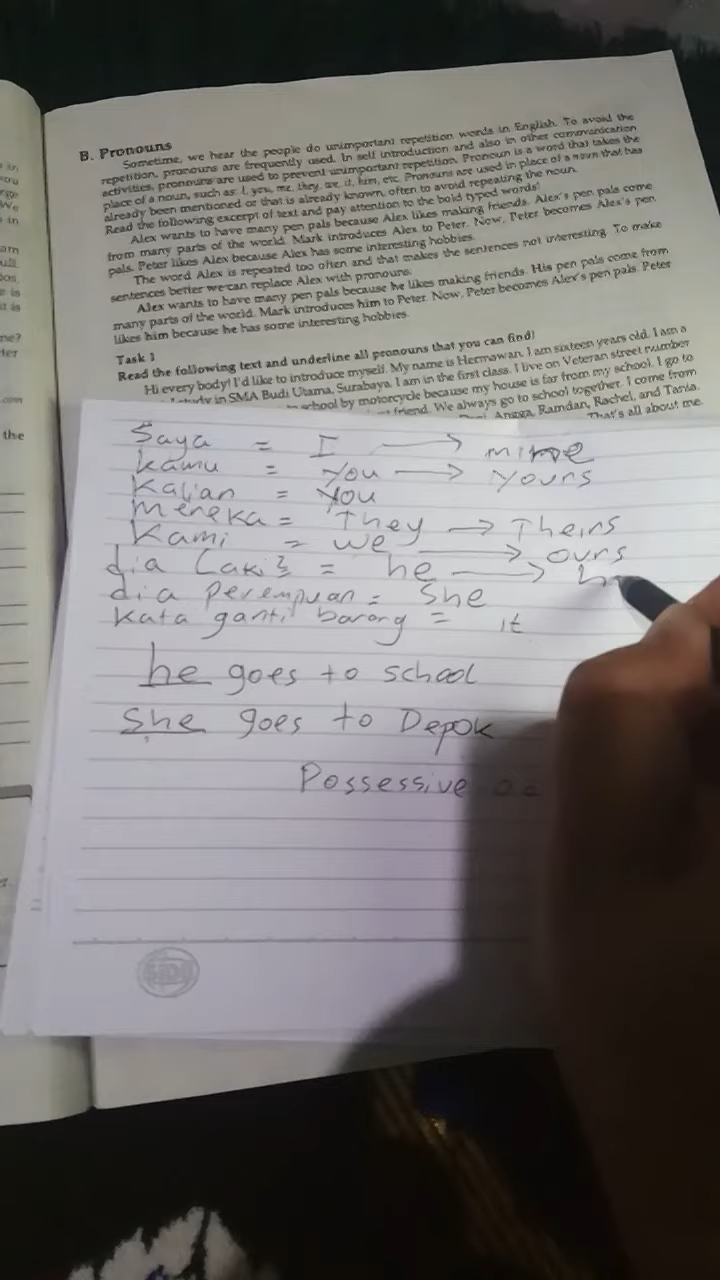 B. Pronouns
Sometime, we hear the people do unimportant repetition words in English. To avoid the
repetition, pronouns are frequently used. In self introduction and also in other communication
activities, pronouns are used to prevent unimportant repetition. Pronoun is a word that takes the
place of a noun, such as: I, you, me, they, we, it, him, etc. Pronouns are used in place of a noun that has
already been mentioned or that is already known, often to avoid repeating the noun.
Read the following excerpt of text and pay attention to the bold typed words!
Alex wants to have many pen pals because Alex likes making friends. Alex's pen pals come
from many parts of the world. Mark introduces Alex to Peter. Now, Peter becomes Alex's pen
pals. Peter likes Alex because Alex has some interesting hobbies.
The word Alex is repeated too often and that makes the sentences not interesting. To make
sentences better we can replace Alex with pronouns.
Alex wants to have many pen pals because he likes making friends. His pen pals come from
many parts of the world. Mark introduces him to Peter. Now, Peter becomes Alex's pen pals. Peter
likes him because he has some interesting hobbies.
Task 1
Read the following text and underline all pronouns that you can find!
Hi every body! I'd like to introduce myself. My name is Hermawan. I am sixteen years old. I am a
study in SMA Budi Utama, Surabaya. I am in the first class. I live on Veteran street number
school by motorcycle because my house is far from my school. I go to
friend. We always go to school together. I come from
Angga, Ramdan, Rachel, and Tania.
That's all about me.
the
Saya = I → mine
kamu = you → yours
Kalian = you
Mereka = They → Theirs
Kami = we → ours
dia laki2 = he →
dia perempuan = She
kata ganti barang = it
he goes to school
She goes to Depok
Possessive
SIDU